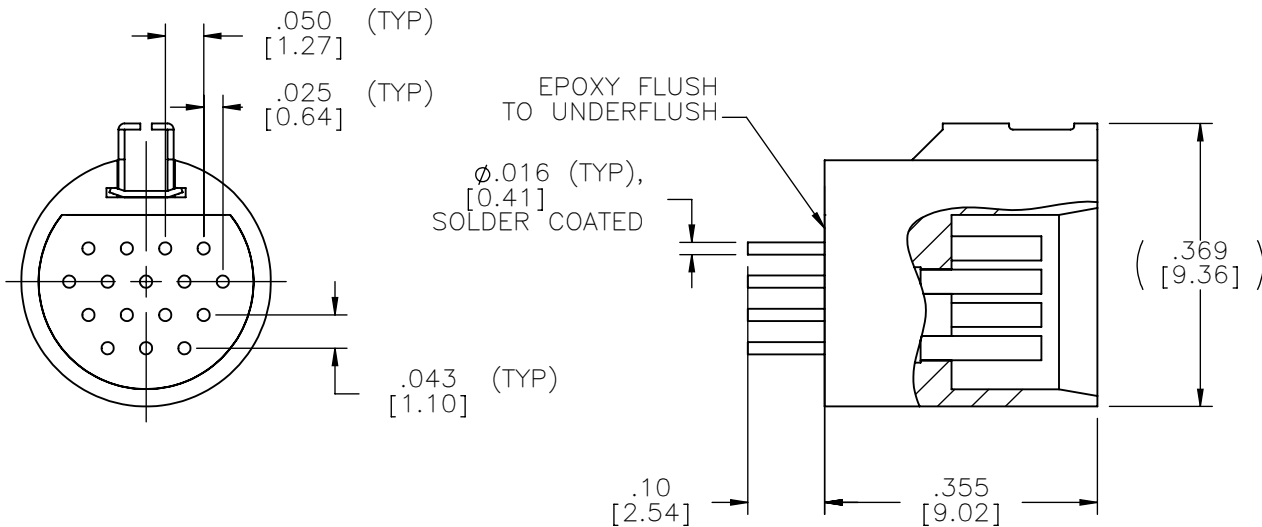 .050 (TYP)
[1.27]
.025 (TYP)
[0.64]
EPOXY FLUSH
TO UNDERFLUSH
ø.016 (TYP),
[0.41]
SOLDER COATED
( .369 )
[9.36]
.043 (TYP)
[1.10]
.10
[2.54]
.355
[9.02]